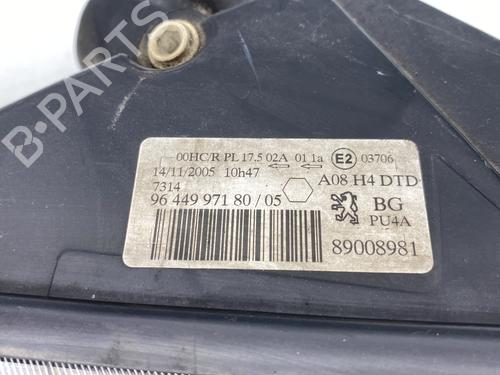 00HC/R PL 17.5 02A 01 1a E2 03706
14/11/2005 10h47
7314
A08 H4 DTD
96 449 971 80 / 05
BG
PU4A
89008981
B-PARTS